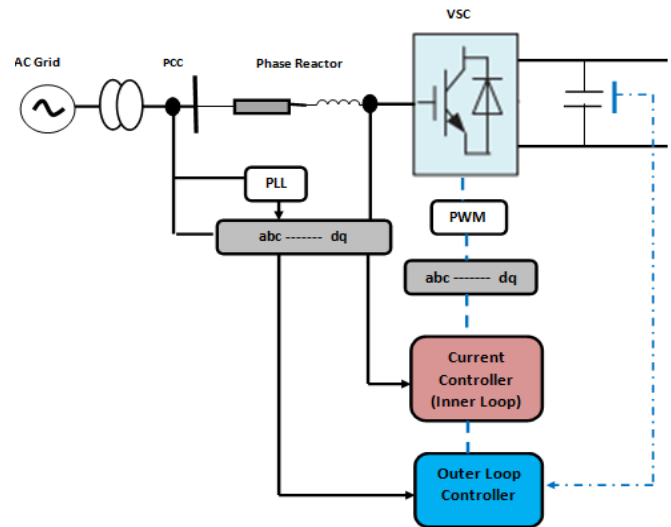 VSC
AC Grid
PCC
Phase Reactor
PLL
PWM
abc ------- dq
abc ------- dq
Current
Controller
(Inner Loop)
Outer Loop
Controller